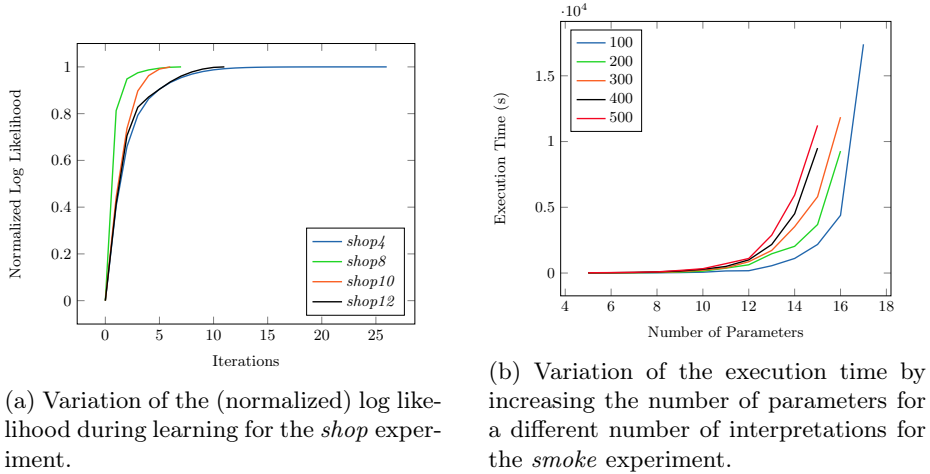 Normalized Log Likelihood
1
0.8
0.6
0.4
0.2
0
0 5 10 15 20 25
Iterations
shop4
shop8
shop10
shop12
(a) Variation of the (normalized) log like-
lihood during learning for the shop exper-
iment.
·10⁴
Execution Time (s)
1.5
1
0.5
0
4 6 8 10 12 14 16 18
Number of Parameters
100
200
300
400
500
(b) Variation of the execution time by
increasing the number of parameters for
a different number of interpretations for
the smoke experiment.